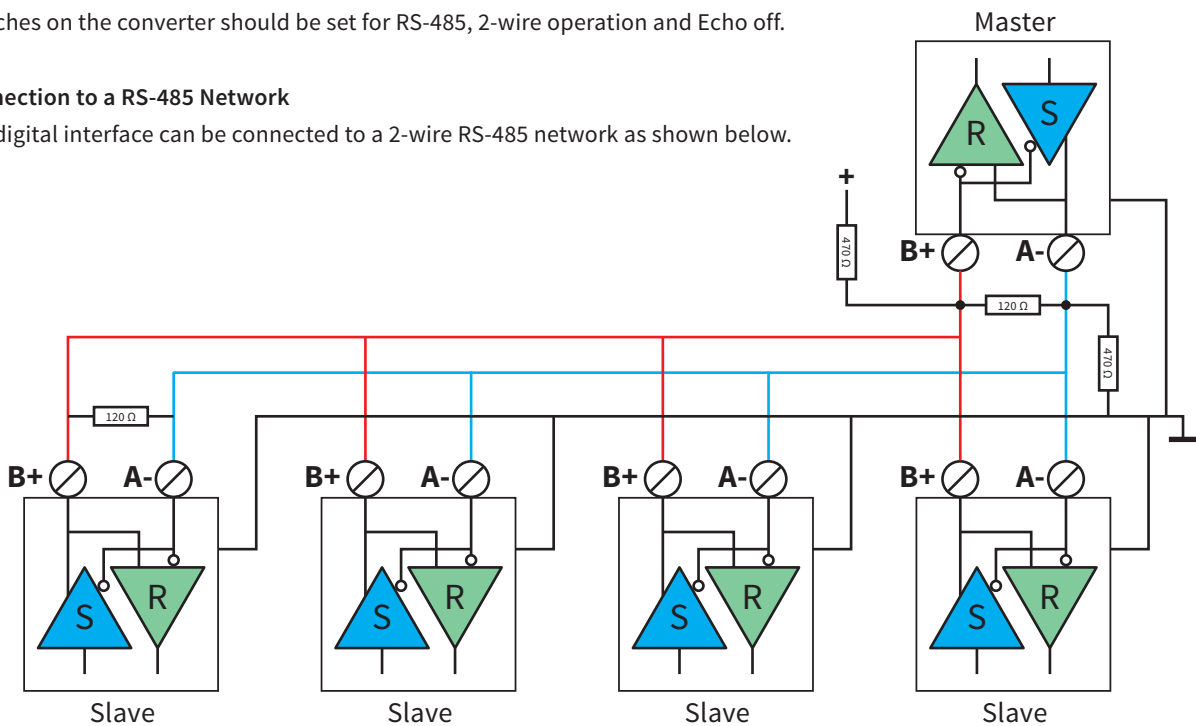 ches on the converter should be set for RS-485, 2-wire operation and Echo off.
Master
nection to a RS-485 Network
digital interface can be connected to a 2-wire RS-485 network as shown below.
R
S
+
470 Ω
B+
A-
120 Ω
470 Ω
120 Ω
B+
A-
B+
A-
B+
A-
B+
A-
S
R
S
R
S
R
S
R
Slave
Slave
Slave
Slave